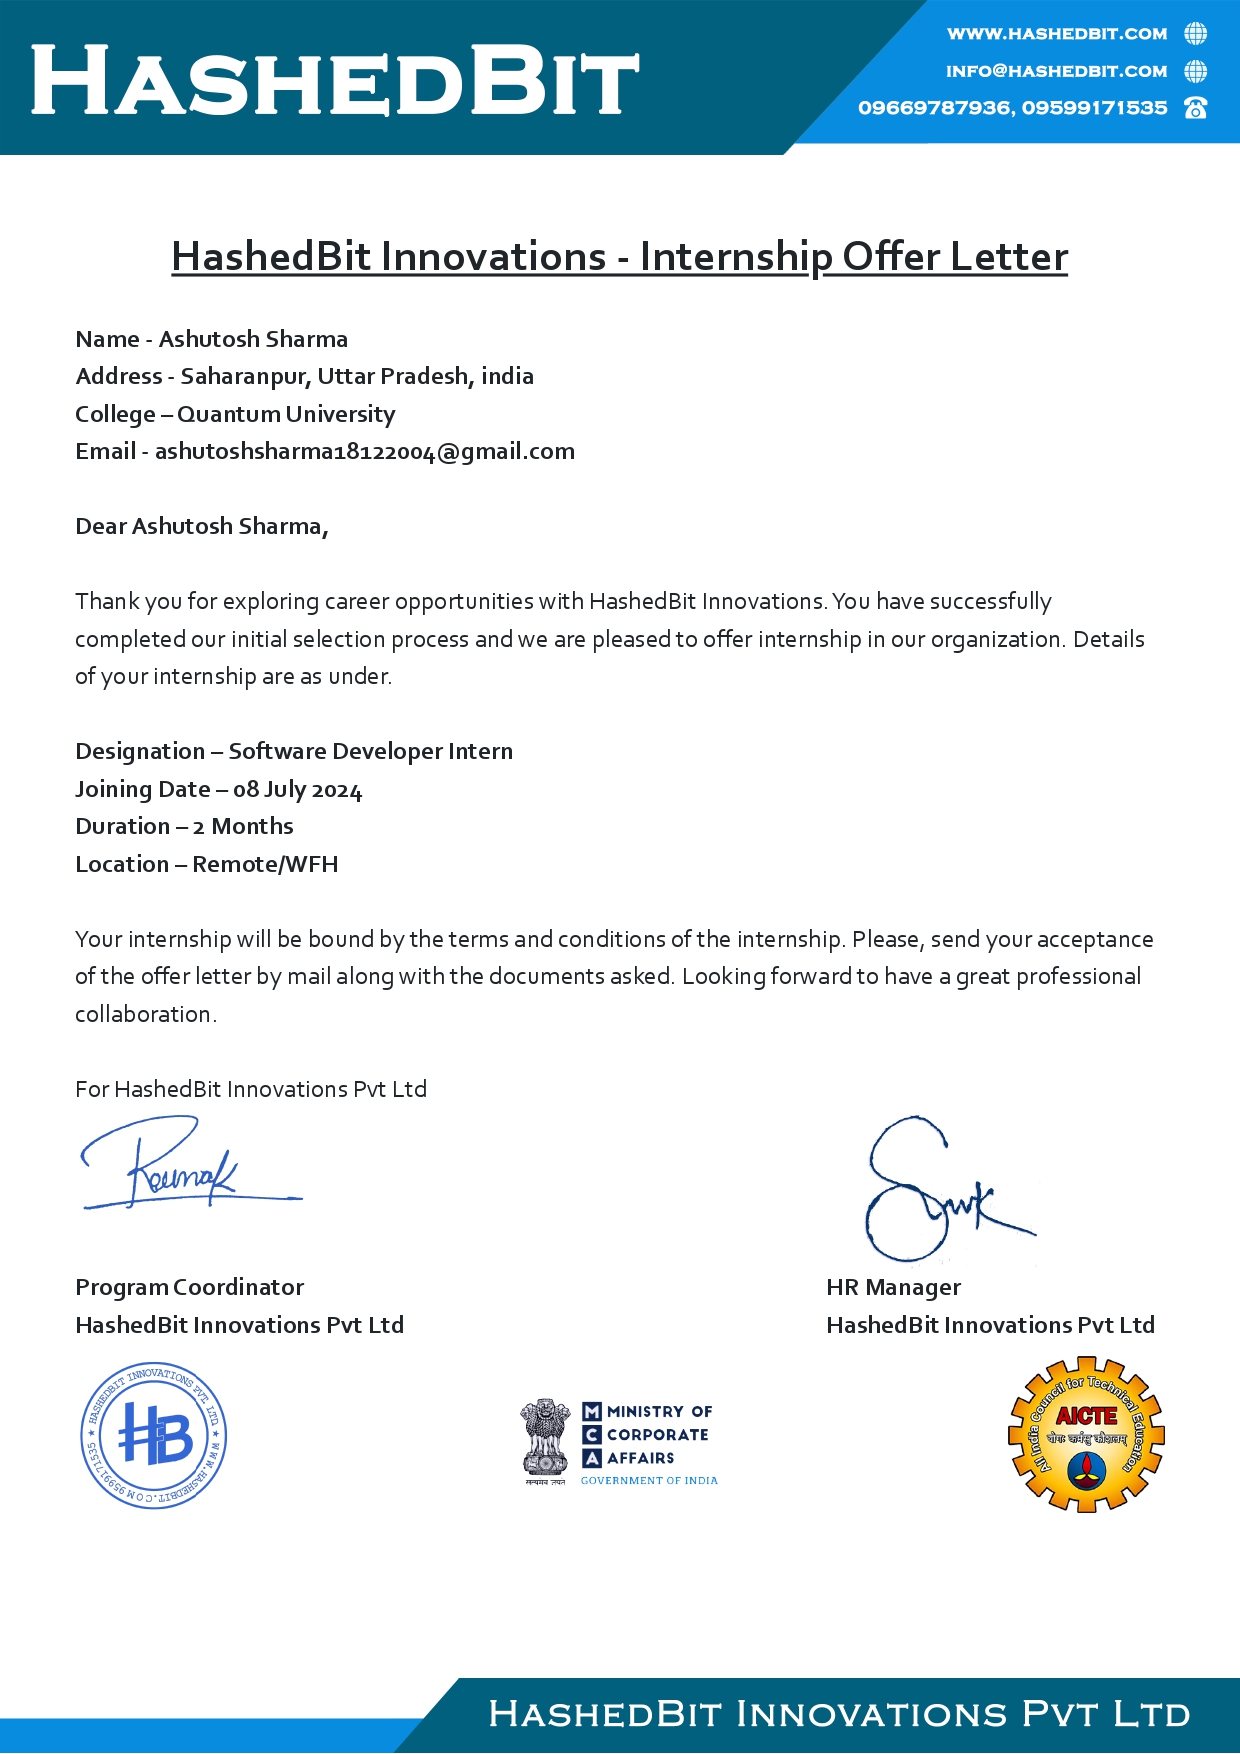 HASHEDBIT
WWW.HASHEDBIT.COM
INFO@HASHEDBIT.COM
09669787936, 09599171535
HashedBit Innovations - Internship Offer Letter
Name - Ashutosh Sharma
Address - Saharanpur, Uttar Pradesh, india
College – Quantum University
Email - ashutoshsharma18122004@gmail.com
Dear Ashutosh Sharma,
Thank you for exploring career opportunities with HashedBit Innovations. You have successfully
completed our initial selection process and we are pleased to offer internship in our organization. Details
of your internship are as under.
Designation – Software Developer Intern
Joining Date – 08 July 2024
Duration – 2 Months
Location – Remote/WFH
Your internship will be bound by the terms and conditions of the internship. Please, send your acceptance
of the offer letter by mail along with the documents asked. Looking forward to have a great professional
collaboration.
For HashedBit Innovations Pvt Ltd
Rounak
Program Coordinator
HashedBit Innovations Pvt Ltd
HR Manager
HashedBit Innovations Pvt Ltd
★ HASHEDBIT INNOVATIONS PVT. LTD ★ WWW.HASHEDBIT.COM 9599171535
HB
सत्यमेव जयते
M MINISTRY OF
C CORPORATE
A AFFAIRS
GOVERNMENT OF INDIA
All India Council for Technical Education
AICTE
योगः कर्मसु कौशलम्
HASHEDBIT INNOVATIONS PVT LTD